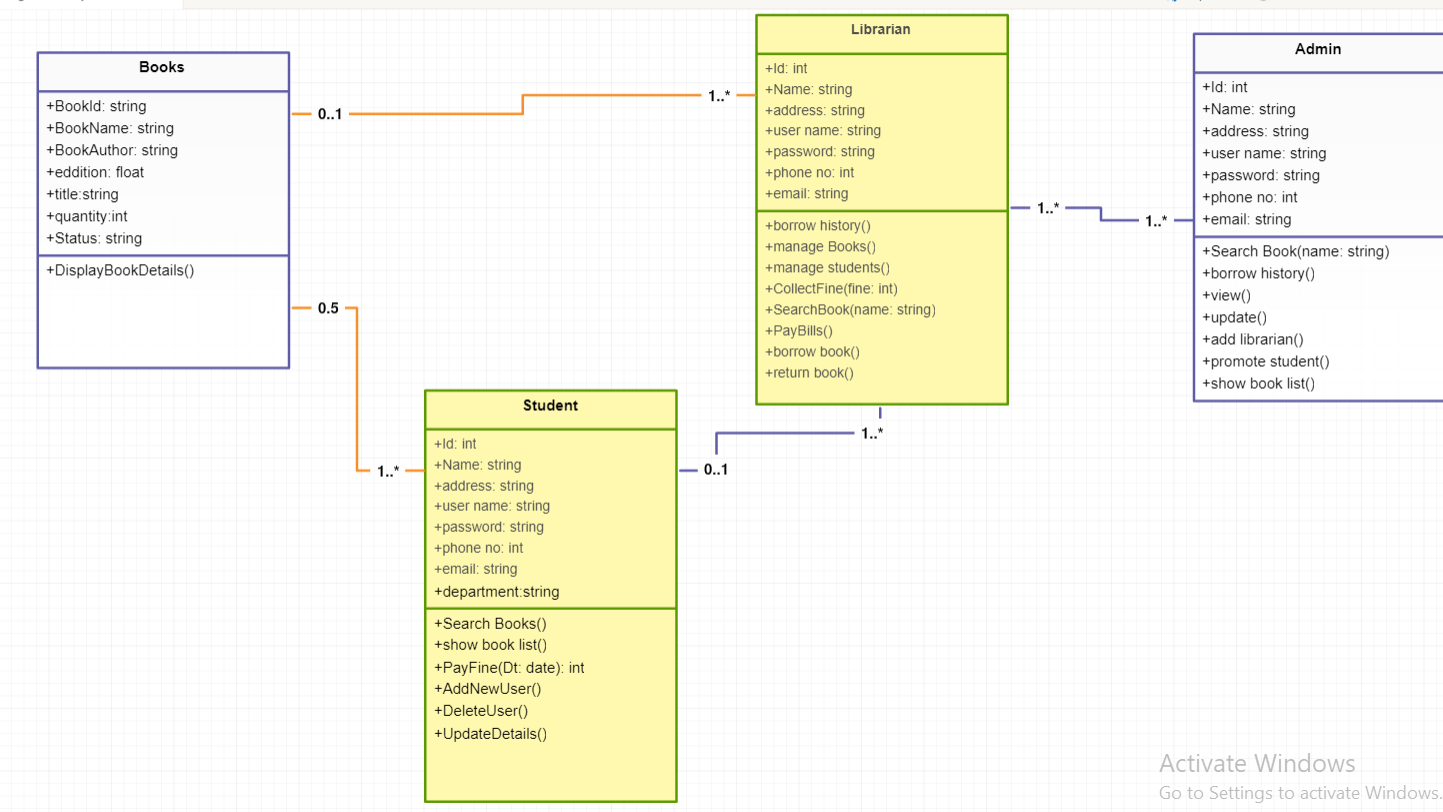 Books
+BookId: string
+BookName: string
+BookAuthor: string
+eddition: float
+title:string
+quantity:int
+Status: string
+DisplayBookDetails()
0..1
1..*
0.5
1..*
Librarian
+Id: int
+Name: string
+address: string
+user name: string
+password: string
+phone no: int
+email: string
+borrow history()
+manage Books()
+manage students()
+CollectFine(fine: int)
+SearchBook(name: string)
+PayBills()
+borrow book()
+return book()
1..*
1..*
1..*
0..1
Admin
+Id: int
+Name: string
+address: string
+user name: string
+password: string
+phone no: int
+email: string
+Search Book(name: string)
+borrow history()
+view()
+update()
+add librarian()
+promote student()
+show book list()
Student
+Id: int
+Name: string
+address: string
+user name: string
+password: string
+phone no: int
+email: string
+department:string
+Search Books()
+show book list()
+PayFine(Dt: date): int
+AddNewUser()
+DeleteUser()
+UpdateDetails()
Activate Windows
Go to Settings to activate Windows.